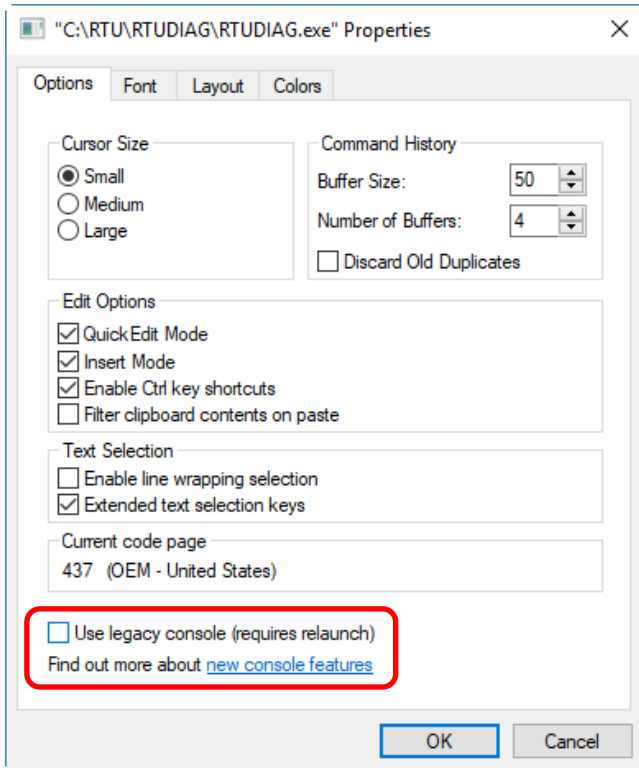 "C:\RTU\RTUDIAG\RTUDIAG.exe" Properties
Options Font Layout Colors
Cursor Size
Small
Medium
Large
Command History
Buffer Size: 50
Number of Buffers: 4
Discard Old Duplicates
Edit Options
QuickEdit Mode
Insert Mode
Enable Ctrl key shortcuts
Filter clipboard contents on paste
Text Selection
Enable line wrapping selection
Extended text selection keys
Current code page
437 (OEM - United States)
Use legacy console (requires relaunch)
Find out more about new console features
OK Cancel